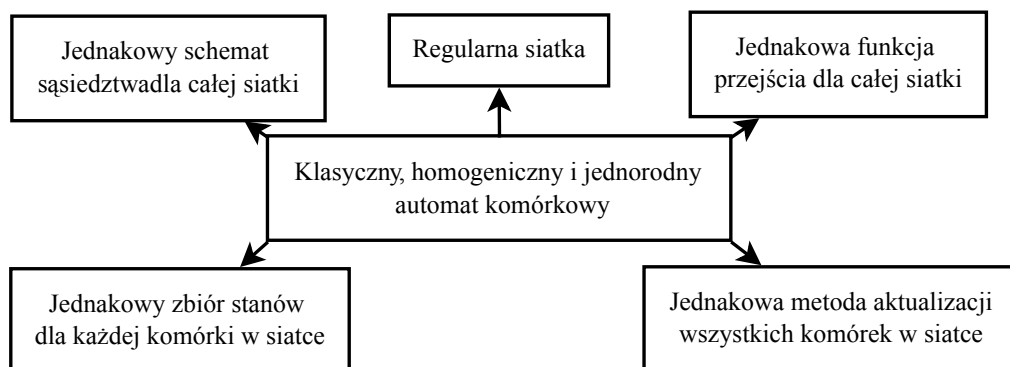 Jednakowy schemat
sąsiedztwadla całej siatki
Regularna siatka
Jednakowa funkcja
przejścia dla całej siatki
Klasyczny, homogeniczny i jednorodny
automat komórkowy
Jednakowy zbiór stanów
dla każdej komórki w siatce
Jednakowa metoda aktualizacji
wszystkich komórek w siatce